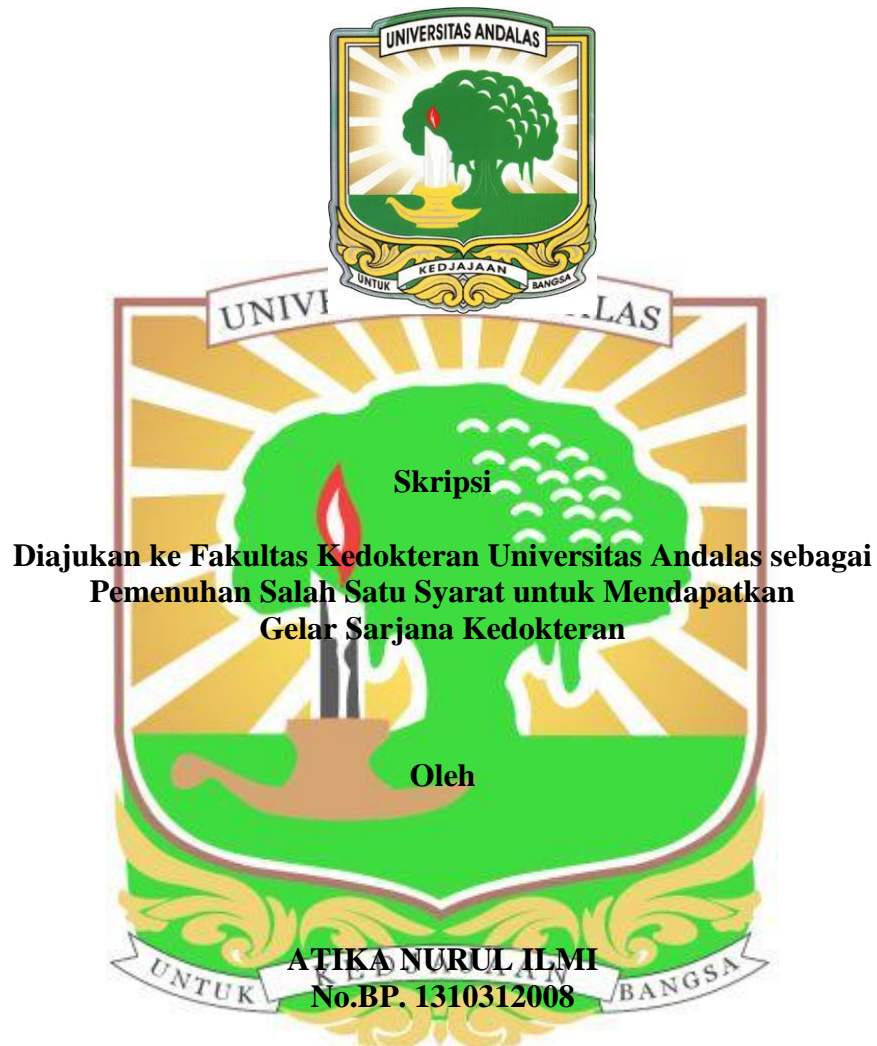 UNIVERSITAS ANDALAS
UNTUK KEDJAJAAN BANGSA
Skripsi
Diajukan ke Fakultas Kedokteran Universitas Andalas sebagai
Pemenuhan Salah Satu Syarat untuk Mendapatkan
Gelar Sarjana Kedokteran
Oleh
ATIKA NURUL ILMI
No.BP. 1310312008
UNTUK BANGSA